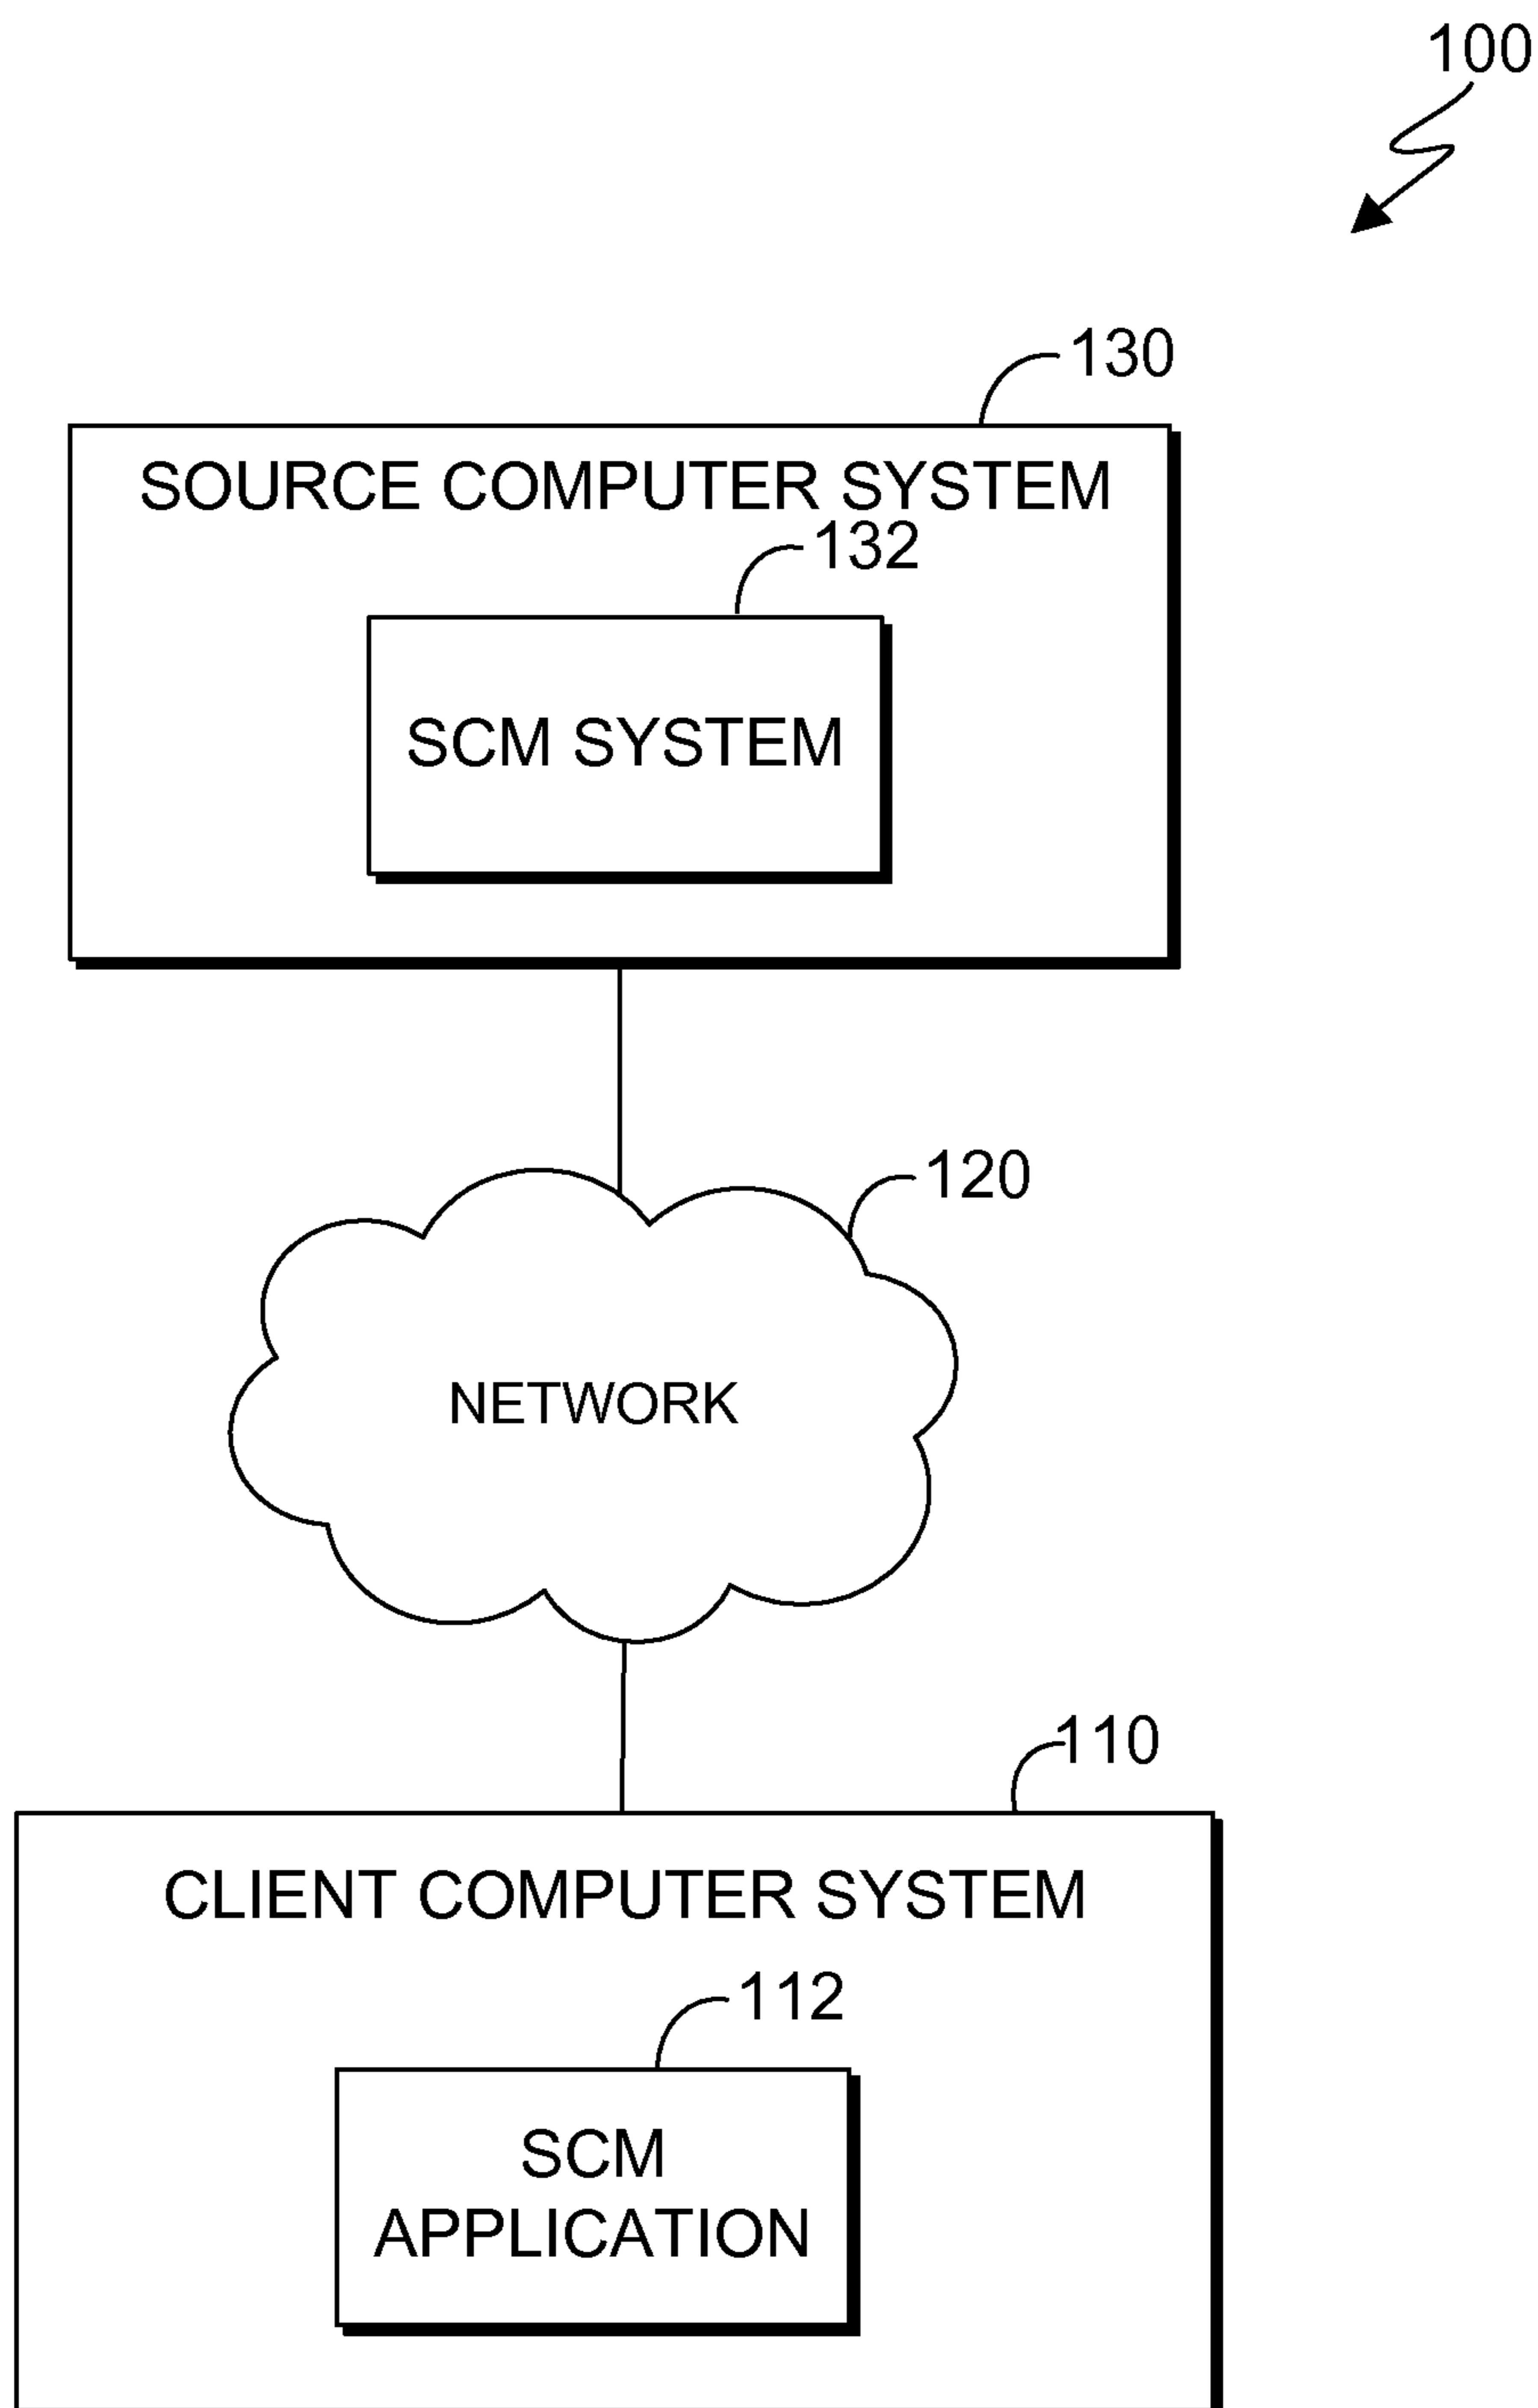 100
130
SOURCE COMPUTER SYSTEM
132
SCM SYSTEM
120
NETWORK
110
CLIENT COMPUTER SYSTEM
112
SCM
APPLICATION